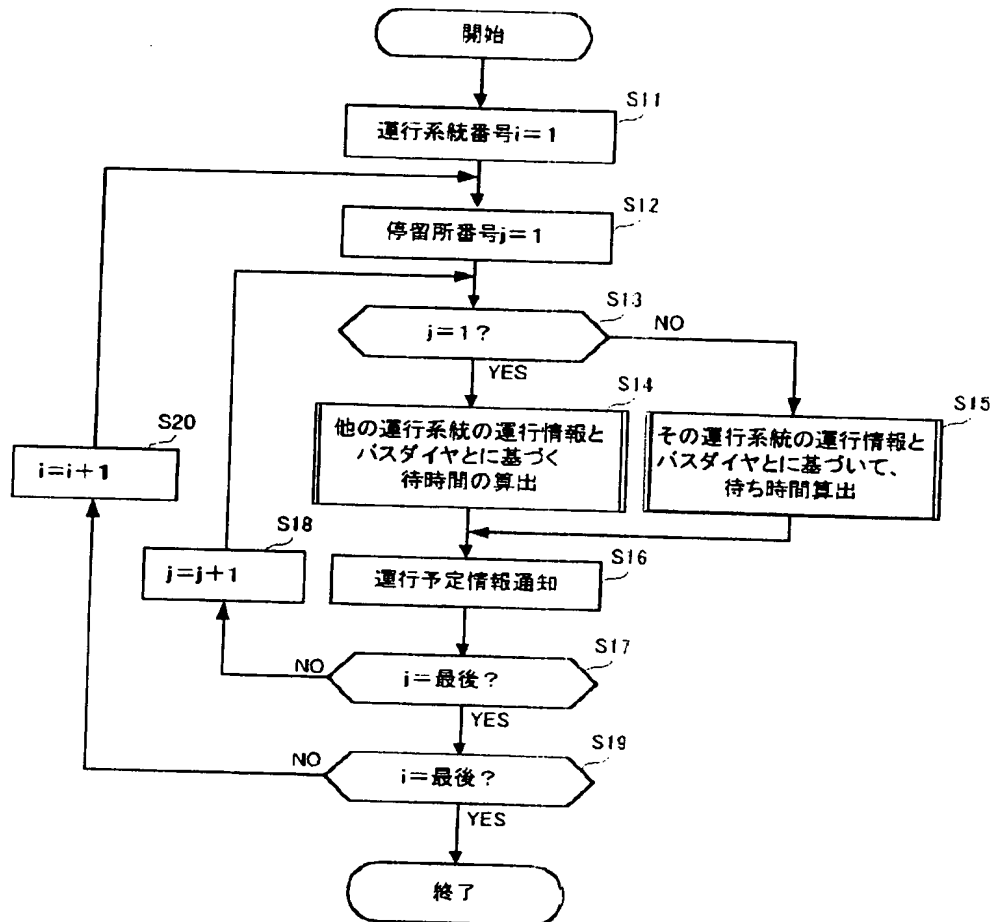 開始
S11
運行系統番号i=1
S12
停留所番号j=1
S13
j=1?
NO
YES
S14
他の運行系統の運行情報と
バスダイヤとに基づく
待時間の算出
S15
その運行系統の運行情報と
バスダイヤとに基づいて、
待ち時間算出
S20
i=i+1
S18
j=j+1
S16
運行予定情報通知
S17
j=最後?
NO
YES
S19
i=最後?
NO
YES
終了